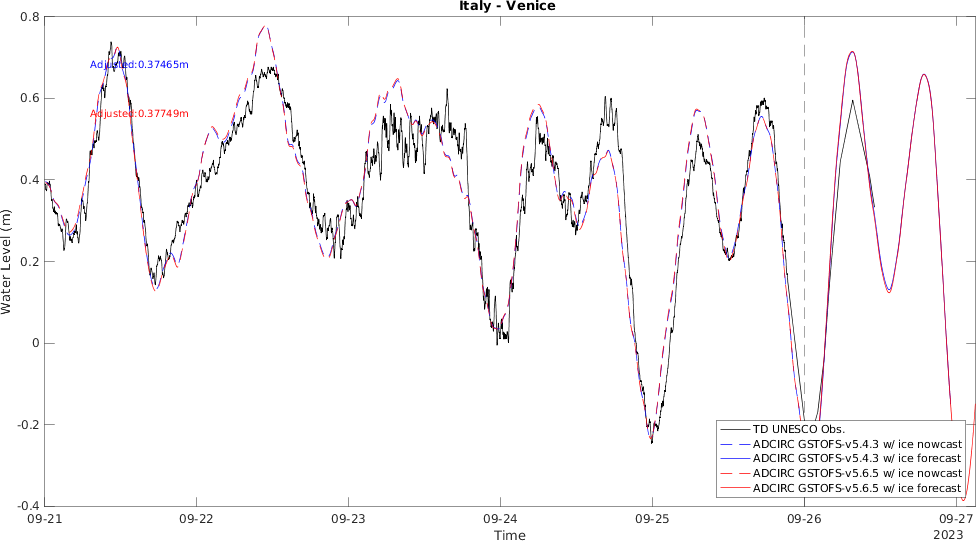 Italy - Venice
0.8
0.6
0.4
0.2
0
-0.2
-0.4
Water Level (m)
Adjusted:0.37465m
Adjusted:0.37749m
TD UNESCO Obs.
ADCIRC GSTOFS-v5.4.3 w/ ice nowcast
ADCIRC GSTOFS-v5.4.3 w/ ice forecast
ADCIRC GSTOFS-v5.6.5 w/ ice nowcast
ADCIRC GSTOFS-v5.6.5 w/ ice forecast
09-21 09-22 09-23 09-24 09-25 09-26 09-27
Time
2023